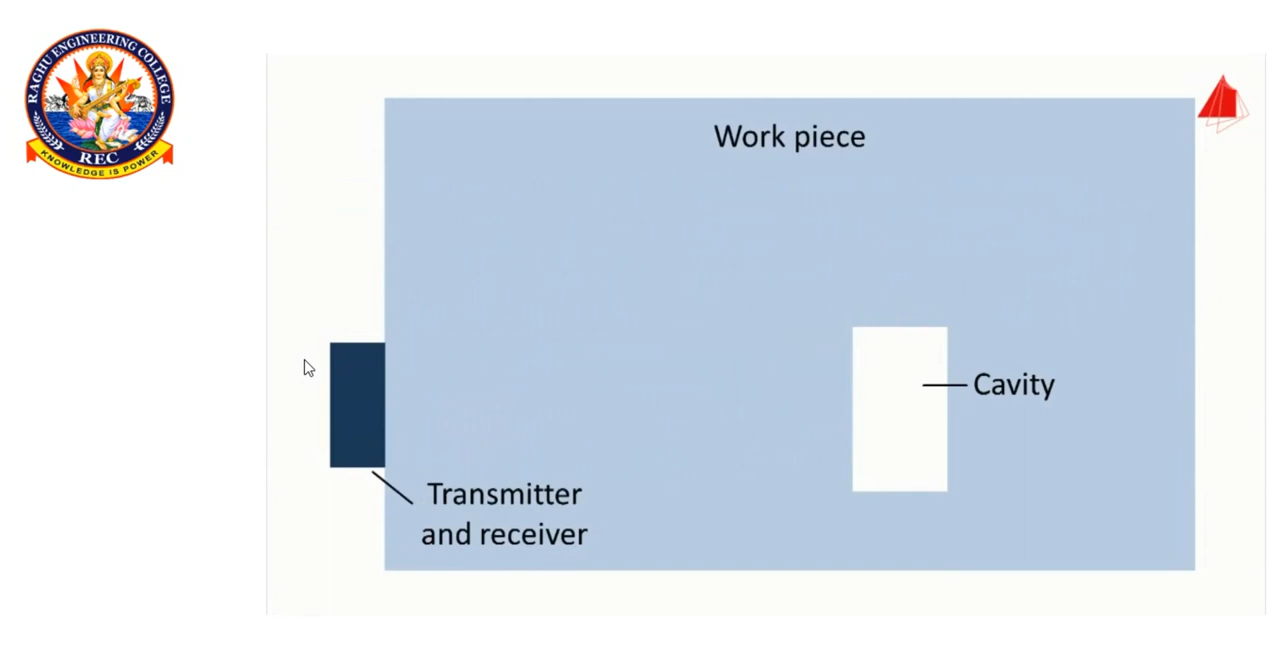 RAGHU ENGINEERING COLLEGE
REC
KNOWLEDGE IS POWER
Work piece
Cavity
Transmitter
and receiver